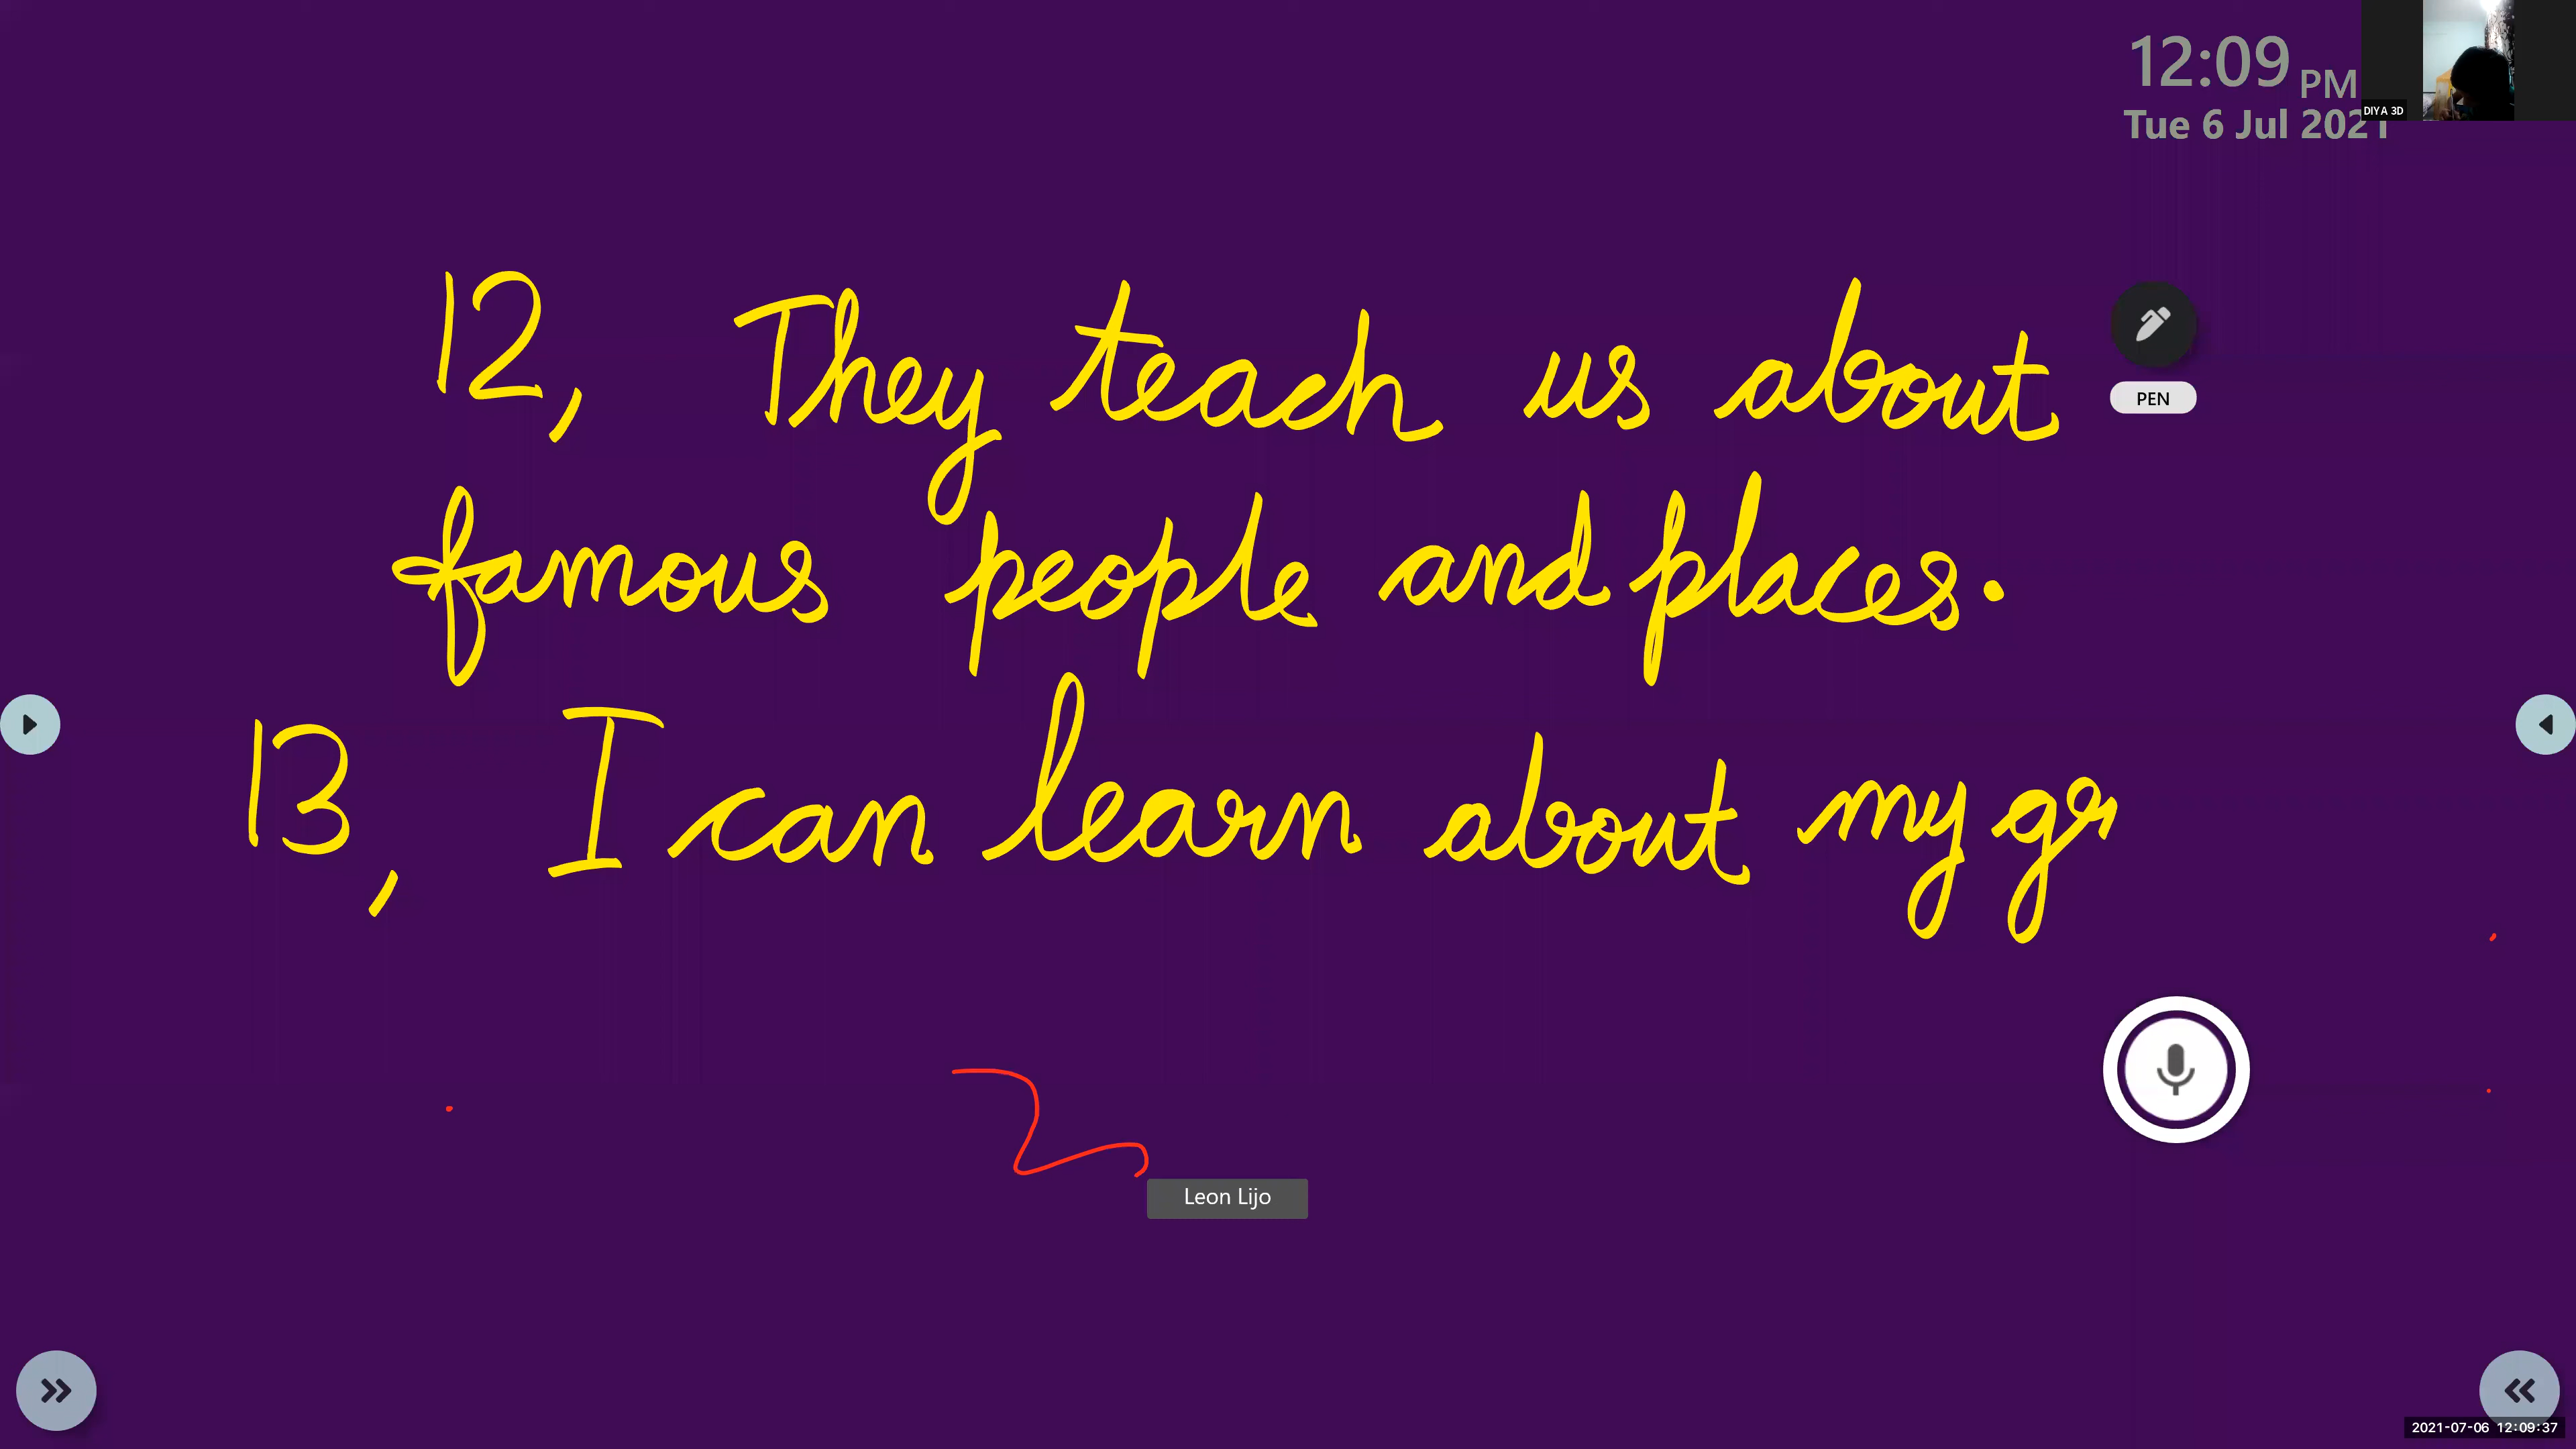 12:09 PM
DIYA 3D
Tue 6 Jul 2021
12, They teach us about
PEN
famous people and places.
13, I can learn about my gr
Leon Lijo
2021-07-06 12:09:37